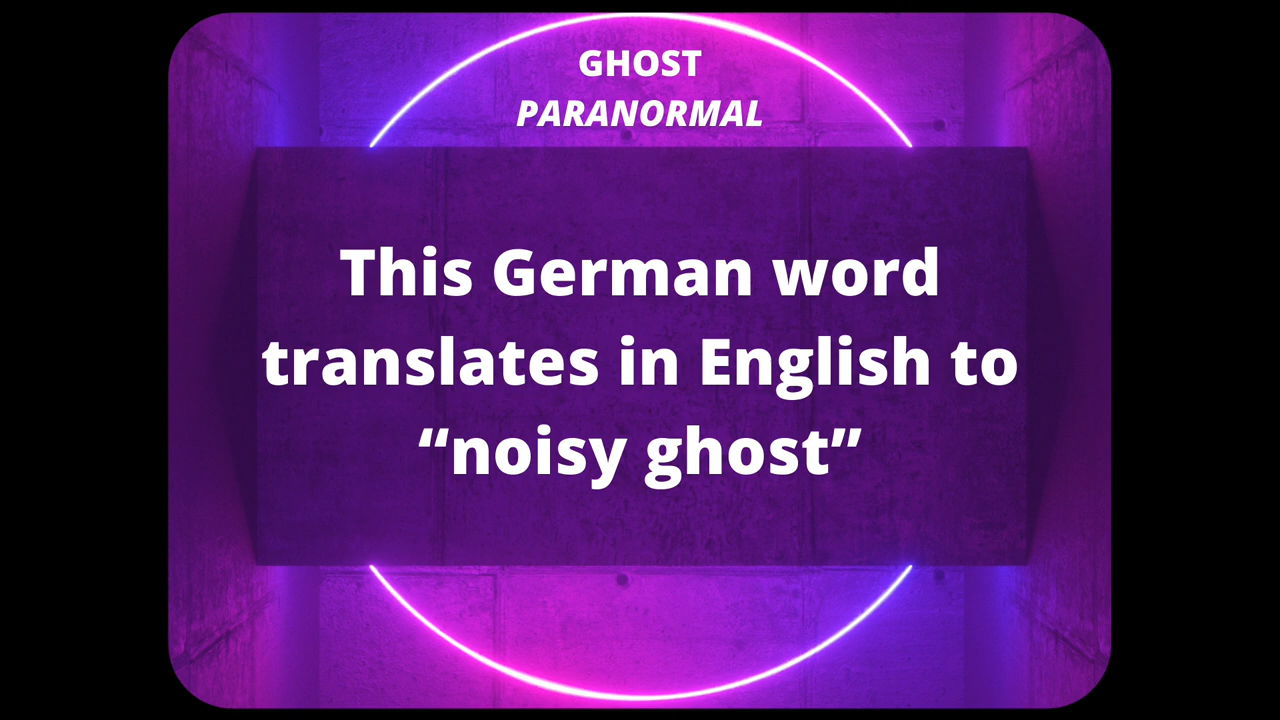 GHOST
PARANORMAL
This German word
translates in English to
“noisy ghost”